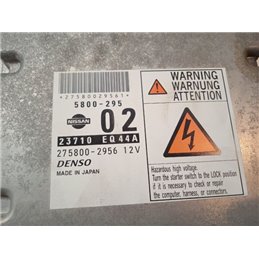 *27580029561*
5800-295
NISSAN
02
23710 EQ44A
275800-2956 12V
DENSO
MADE IN JAPAN
WARNING
WARNUNG
ATTENTION
Hazardous high voltage.
Turn the starter switch to the LOCK position
if it is necessary to check or repair
the computer, harness, or connector.